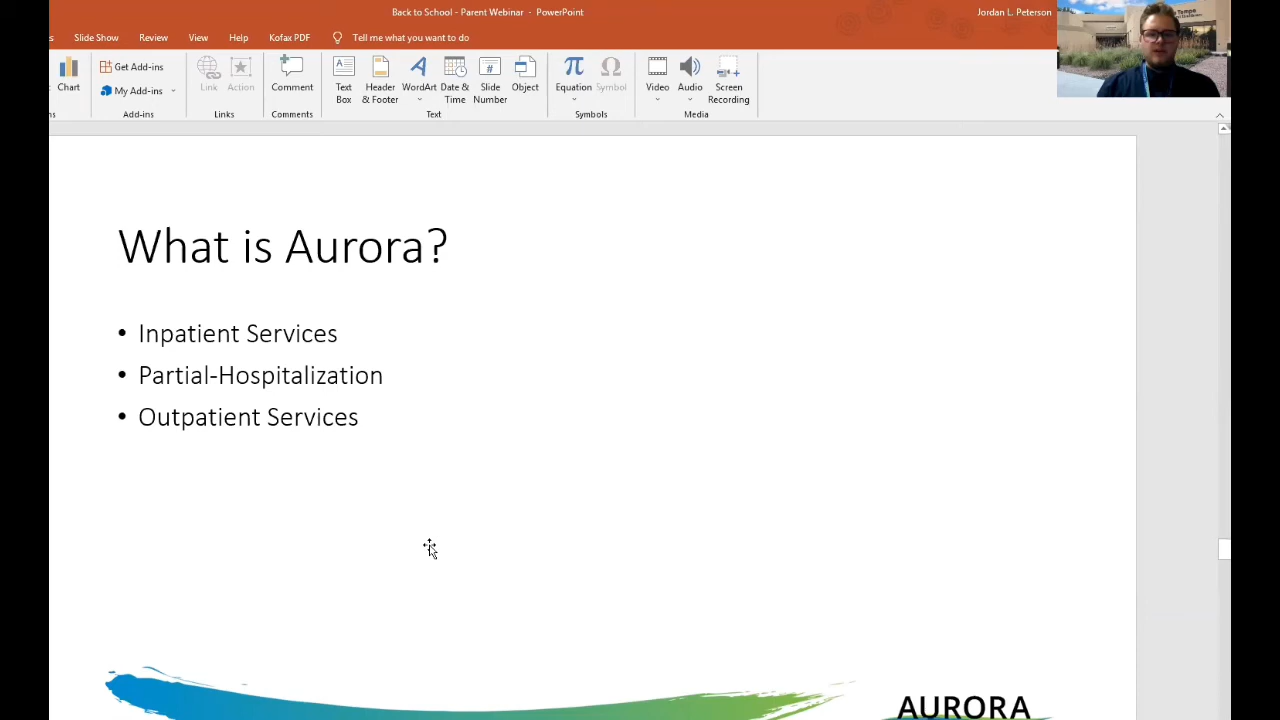 Back to School - Parent Webinar - PowerPoint
Jordan L. Peterson
Slide Show Review View Help Kofax PDF Tell me what you want to do
Chart
Get Add-ins
My Add-ins
Add-ins
Link Action
Links
Comment
Comments
Text Box
Header & Footer
WordArt
Date & Time
Slide Number
Object
Text
Equation Symbol
Symbols
Video Audio
Screen Recording
Media
Tempe
What is Aurora?
• Inpatient Services
• Partial-Hospitalization
• Outpatient Services
AURORA